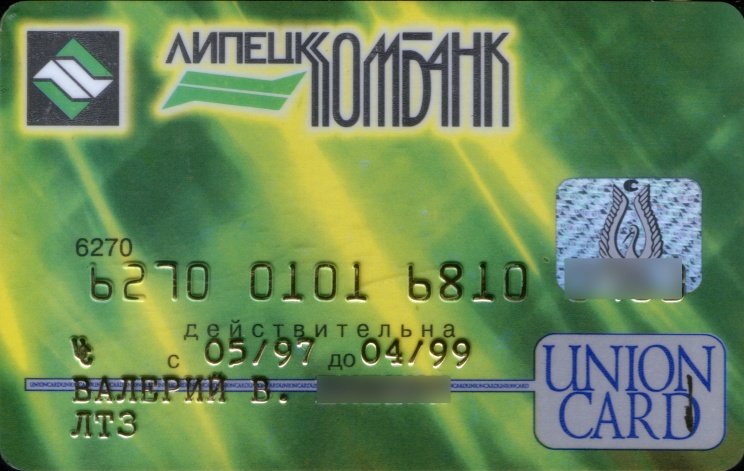 ЛИПЕЦККОМБАНК
6270
6270 0101 6810
действительна
с 05/97 до 04/99
ВАЛЕРИЙ В.
ЛТЗ
UNION
CARD